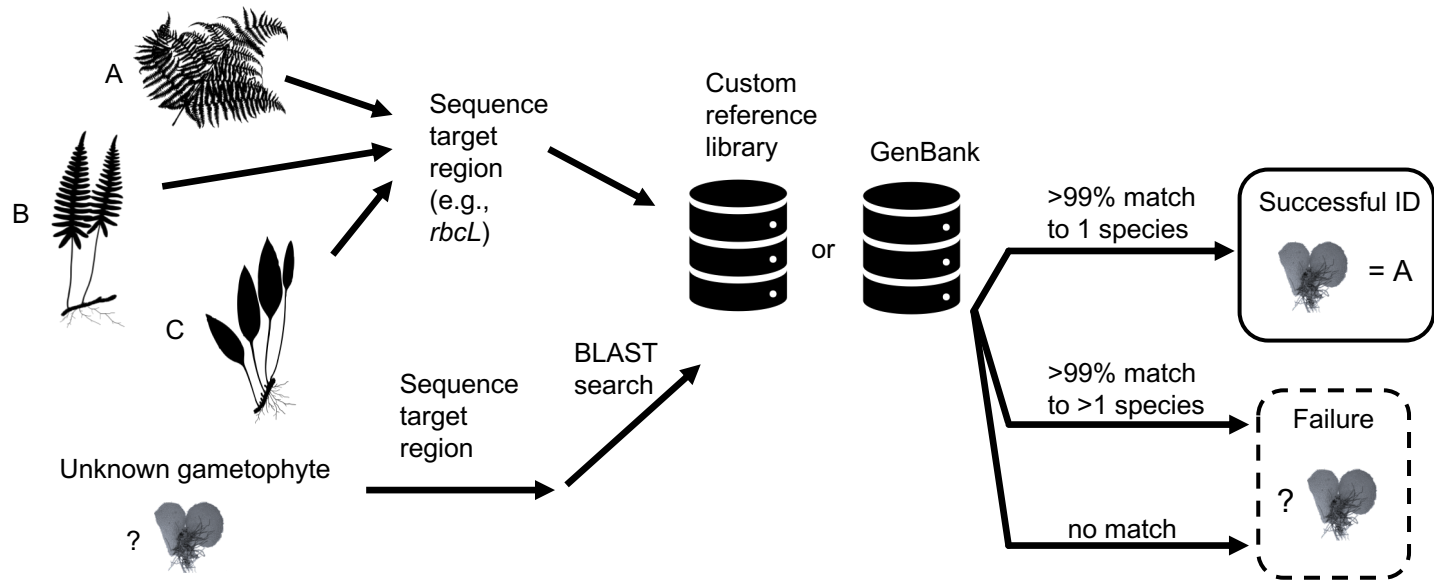 A
B
C
Sequence
target
region
(e.g.,
rbcL)
Custom
reference
library
or
GenBank
Unknown gametophyte
?
Sequence
target
region
BLAST
search
>99% match
to 1 species
Successful ID
= A
>99% match
to >1 species
no match
Failure
?